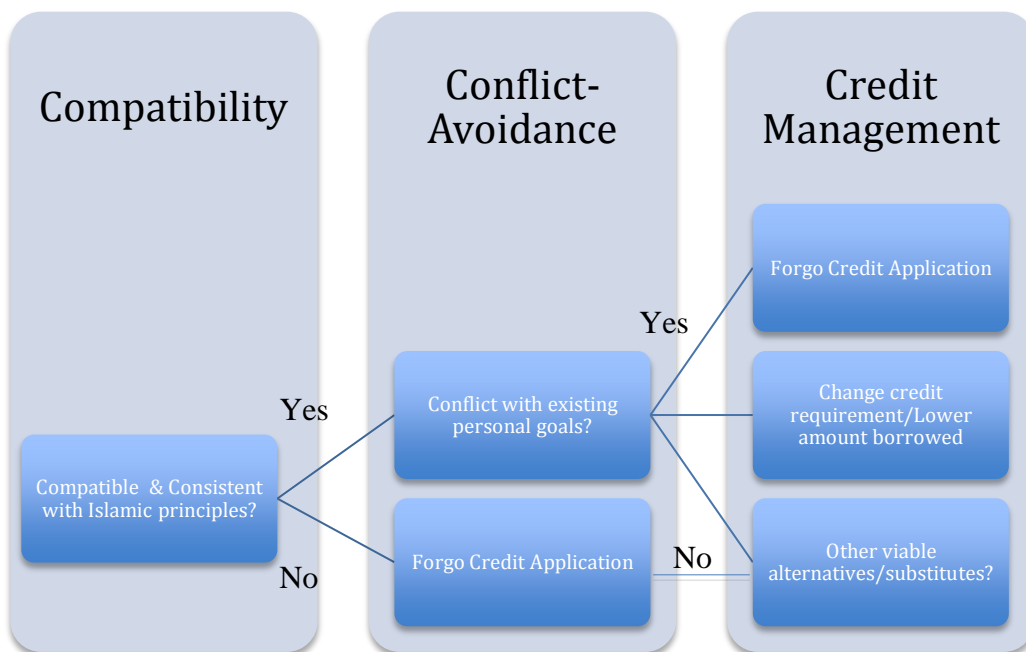 Compatibility
Conflict-
Avoidance
Credit
Management
Forgo Credit Application
Yes
Change credit
requirement/Lower
amount borrowed
Conflict with existing
personal goals?
Yes
Compatible & Consistent
with Islamic principles?
No
Forgo Credit Application
No
Other viable
alternatives/substitutes?